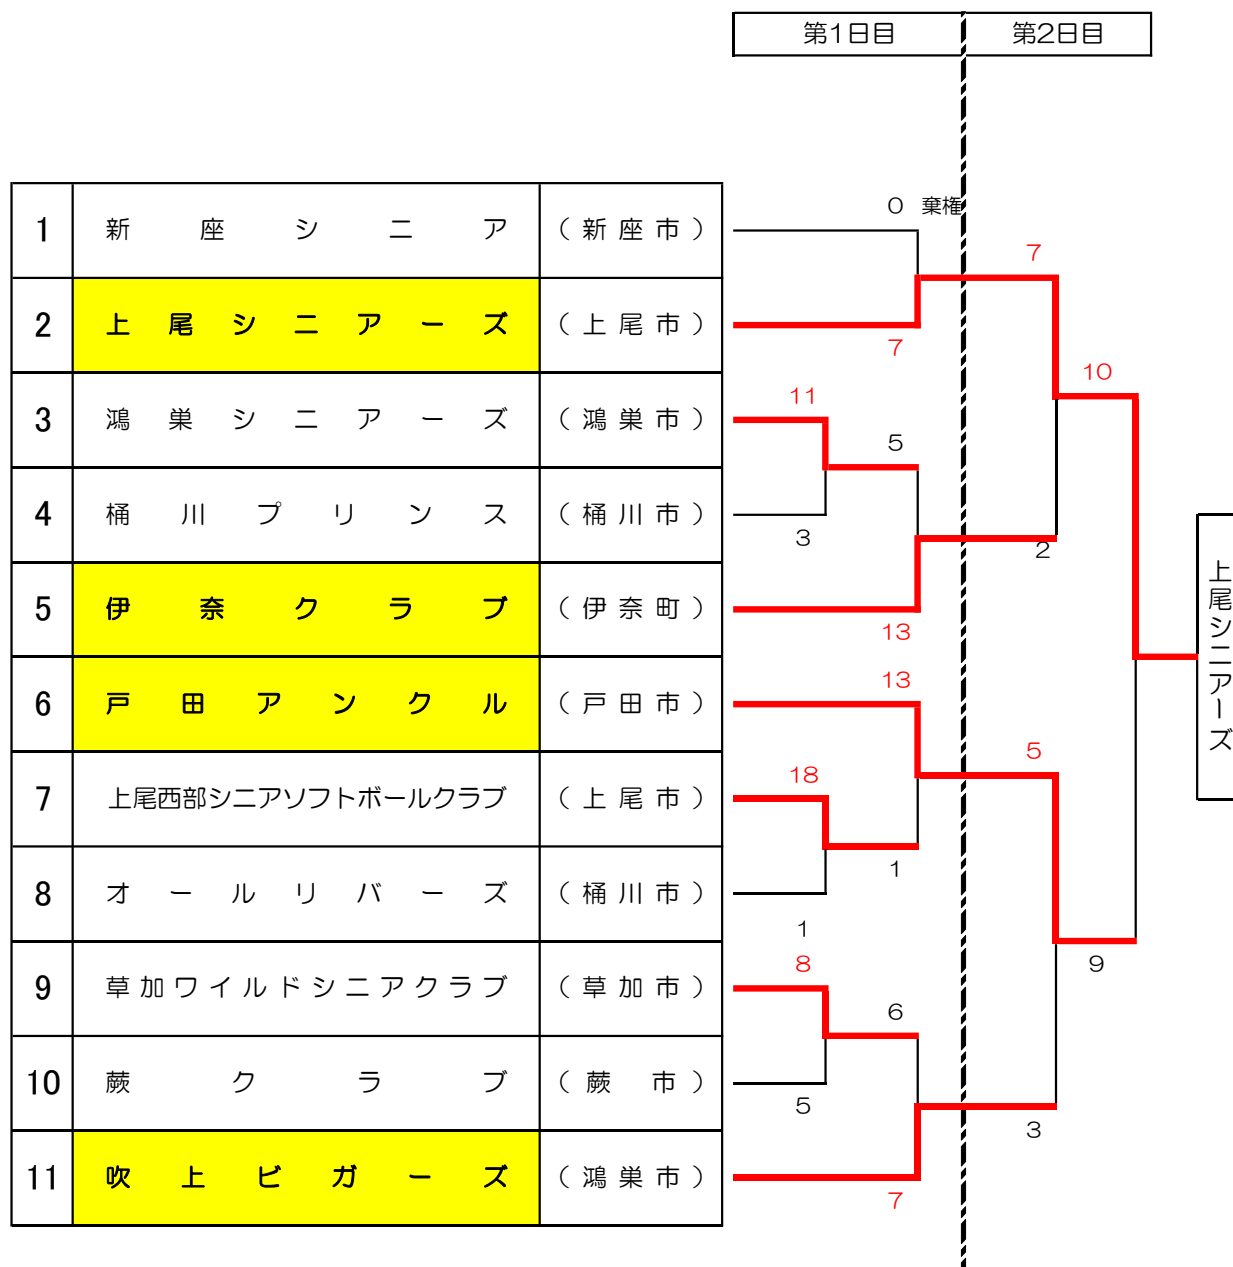 第1日目 第2日目
0 棄権
1 新座シニア （新座市）
7
2 上尾シニアーズ （上尾市）
7
10
11
3 鴻巣シニアーズ （鴻巣市）
5
4 桶川プリンス （桶川市）
3
2
上尾シニアーズ
5 伊奈クラブ （伊奈町）
13
13
6 戸田アンクル （戸田市）
5
18
7 上尾西部シニアソフトボールクラブ （上尾市）
1
8 オールリバーズ （桶川市）
1
8
9
9 草加ワイルドシニアクラブ （草加市）
6
10 蕨クラブ （蕨市）
5
3
11 吹上ビガーズ （鴻巣市）
7